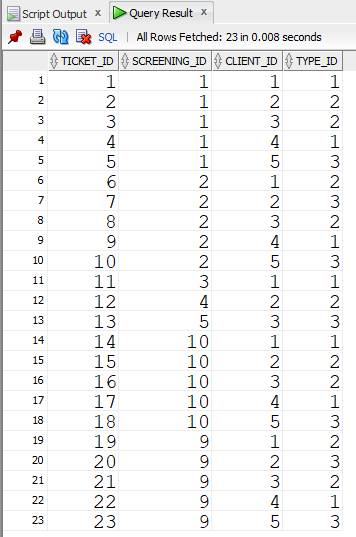 Script Output x Query Result x
SQL | All Rows Fetched: 23 in 0.008 seconds
TICKET_ID SCREENING_ID CLIENT_ID TYPE_ID
1 1 1 1 1
2 2 1 2 2
3 3 1 3 2
4 4 1 4 1
5 5 1 5 3
6 6 2 1 2
7 7 2 2 3
8 8 2 3 2
9 9 2 4 1
10 10 2 5 3
11 11 3 1 1
12 12 4 2 2
13 13 5 3 3
14 14 10 1 1
15 15 10 2 2
16 16 10 3 2
17 17 10 4 1
18 18 10 5 3
19 19 9 1 2
20 20 9 2 3
21 21 9 3 2
22 22 9 4 1
23 23 9 5 3